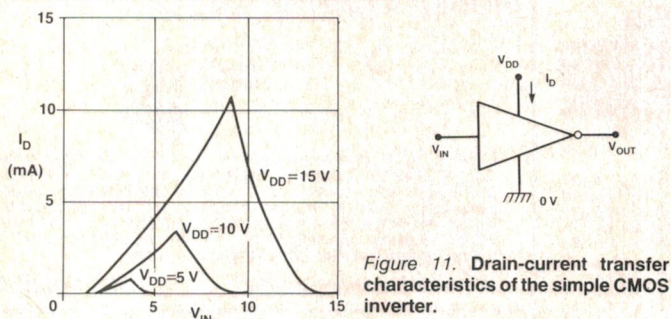 15
10
I_D
(mA)
5
0
5
10
15
V_IN
V_DD=15 V
V_DD=10 V
V_DD=5 V
V_DD
I_D
V_IN
V_OUT
0 V
Figure 11. Drain-current transfer
characteristics of the simple CMOS
inverter.